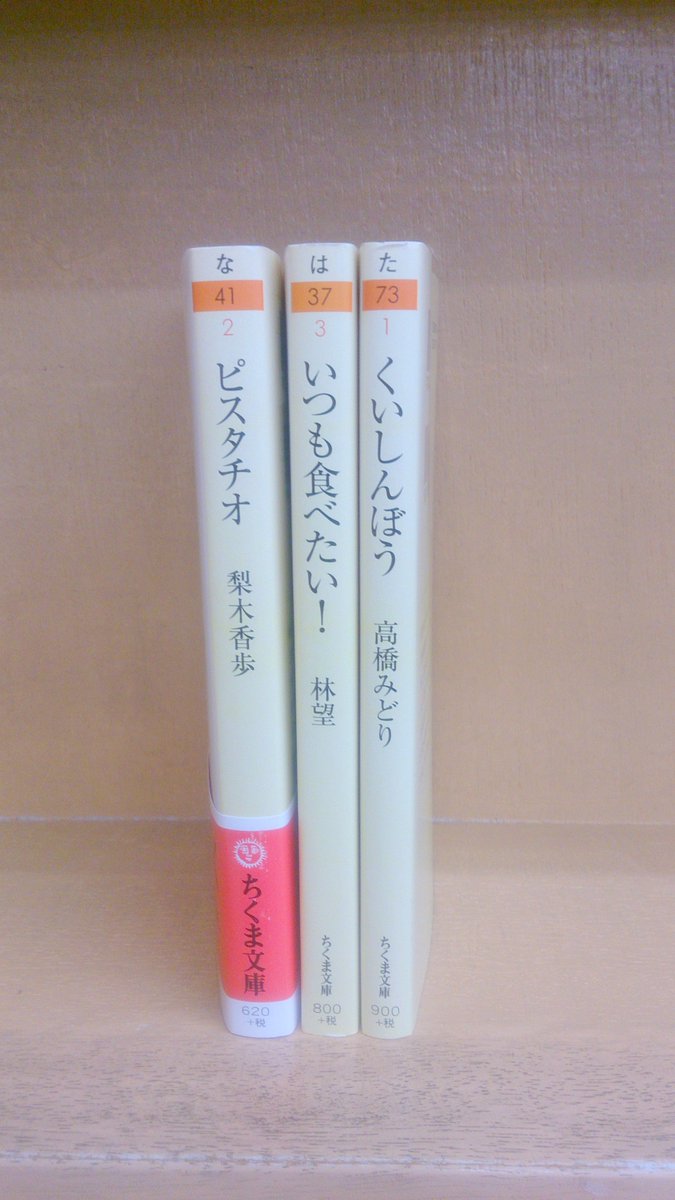 な
41
2
ピスタチオ
梨木香歩
ちくま文庫
620
+税
は
37
3
いつも食べたい!
林望
ちくま文庫
800
+税
た
73
1
くいしんぼう
高橋みどり
ちくま文庫
900
+税